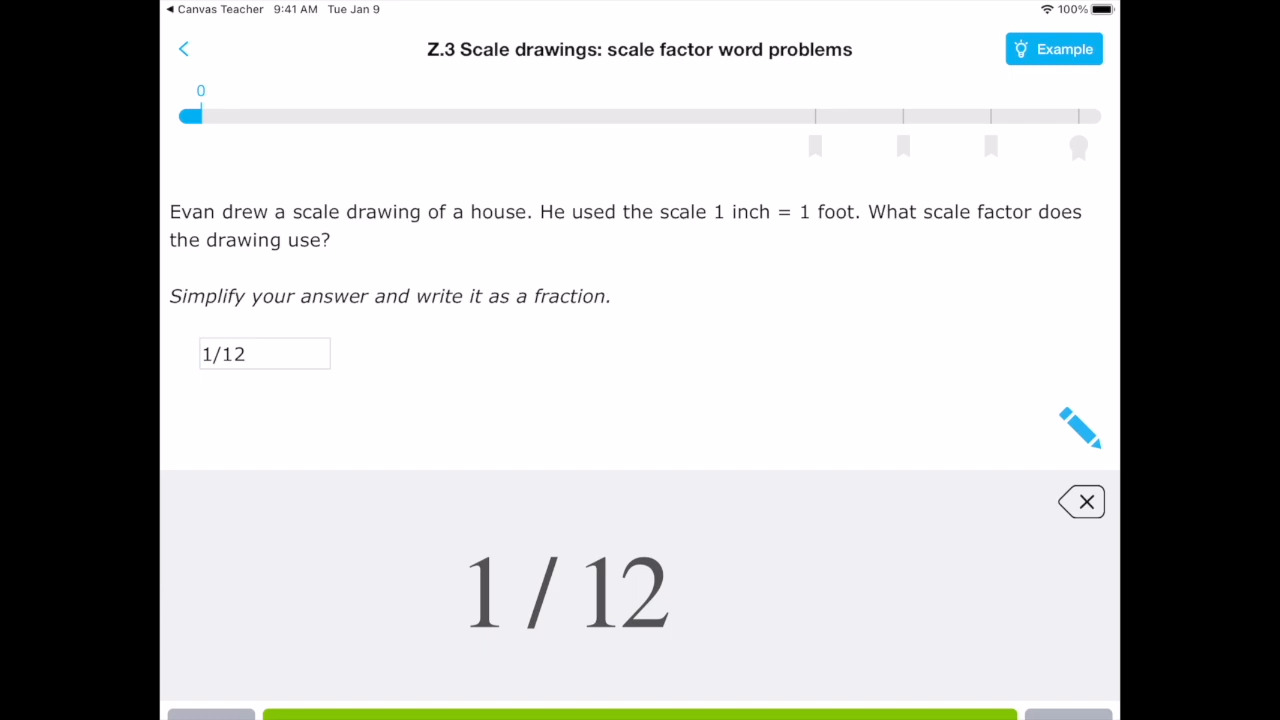 ◀ Canvas Teacher 9:41 AM Tue Jan 9 100%
Z.3 Scale drawings: scale factor word problems
Example
0
Evan drew a scale drawing of a house. He used the scale 1 inch = 1 foot. What scale factor does
the drawing use?
Simplify your answer and write it as a fraction.
1/12
1 / 12